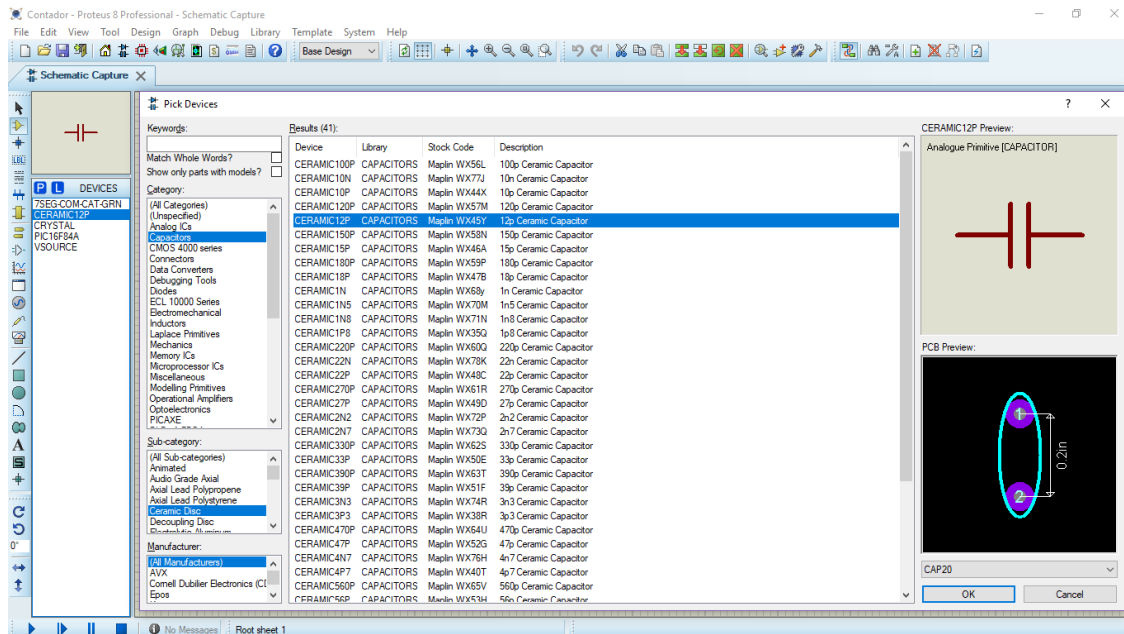 Contador - Proteus 8 Professional - Schematic Capture
File Edit View Tool Design Graph Debug Library Template System Help
Base Design
Schematic Capture
Pick Devices
?
Keywords:
Match Whole Words?
Show only parts with models?
Category:
(All Categories)
(Unspecified)
Analog ICs
Capacitors
CMOS 4000 series
Connectors
Data Converters
Debugging Tools
Diodes
ECL 10000 Series
Electromechanical
Inductors
Laplace Primitives
Mechanics
Memory ICs
Microprocessor ICs
Miscellaneous
Modelling Primitives
Operational Amplifiers
Optoelectronics
PICAXE
Sub-category:
(All Sub-categories)
Animated
Audio Grade Axial
Axial Lead Polypropene
Axial Lead Polystyrene
Ceramic Disc
Decoupling Disc
Electrolytic Aluminum
Manufacturer:
(All Manufacturers)
AVX
Cornell Dubilier Electronics (CD
Epos
P L DEVICES
7SEG-COM-CAT-GRN
CERAMIC12P
CRYSTAL
PIC16F84A
VSOURCE
LBL
A
S
0°
Results (41):
Device Library Stock Code Description
CERAMIC100P CAPACITORS Maplin WX56L 100p Ceramic Capacitor
CERAMIC10N CAPACITORS Maplin WX77J 10n Ceramic Capacitor
CERAMIC10P CAPACITORS Maplin WX44X 10p Ceramic Capacitor
CERAMIC120P CAPACITORS Maplin WX57M 120p Ceramic Capacitor
CERAMIC12P CAPACITORS Maplin WX45Y 12p Ceramic Capacitor
CERAMIC150P CAPACITORS Maplin WX58N 150p Ceramic Capacitor
CERAMIC15P CAPACITORS Maplin WX46A 15p Ceramic Capacitor
CERAMIC180P CAPACITORS Maplin WX59P 180p Ceramic Capacitor
CERAMIC18P CAPACITORS Maplin WX47B 18p Ceramic Capacitor
CERAMIC1N CAPACITORS Maplin WX68y 1n Ceramic Capacitor
CERAMIC1N5 CAPACITORS Maplin WX70M 1n5 Ceramic Capacitor
CERAMIC1N8 CAPACITORS Maplin WX71N 1n8 Ceramic Capacitor
CERAMIC1P8 CAPACITORS Maplin WX35Q 1p8 Ceramic Capacitor
CERAMIC220P CAPACITORS Maplin WX60Q 220p Ceramic Capacitor
CERAMIC22N CAPACITORS Maplin WX78K 22n Ceramic Capacitor
CERAMIC22P CAPACITORS Maplin WX48C 22p Ceramic Capacitor
CERAMIC270P CAPACITORS Maplin WX61R 270p Ceramic Capacitor
CERAMIC27P CAPACITORS Maplin WX49D 27p Ceramic Capacitor
CERAMIC2N2 CAPACITORS Maplin WX72P 2n2 Ceramic Capacitor
CERAMIC2N7 CAPACITORS Maplin WX73Q 2n7 Ceramic Capacitor
CERAMIC330P CAPACITORS Maplin WX62S 330p Ceramic Capacitor
CERAMIC33P CAPACITORS Maplin WX50E 33p Ceramic Capacitor
CERAMIC390P CAPACITORS Maplin WX63T 390p Ceramic Capacitor
CERAMIC39P CAPACITORS Maplin WX51F 39p Ceramic Capacitor
CERAMIC3N3 CAPACITORS Maplin WX74R 3n3 Ceramic Capacitor
CERAMIC3P3 CAPACITORS Maplin WX38R 3p3 Ceramic Capacitor
CERAMIC470P CAPACITORS Maplin WX64U 470p Ceramic Capacitor
CERAMIC47P CAPACITORS Maplin WX52G 47p Ceramic Capacitor
CERAMIC4N7 CAPACITORS Maplin WX76H 4n7 Ceramic Capacitor
CERAMIC4P7 CAPACITORS Maplin WX40T 4p7 Ceramic Capacitor
CERAMIC560P CAPACITORS Maplin WX65V 560p Ceramic Capacitor
CERAMIC56P CAPACITORS Maplin WX53H 56p Ceramic Capacitor
CERAMIC12P Preview:
Analogue Primitive [CAPACITOR]
PCB Preview:
1
0.2in
2
CAP20
OK Cancel
No Messages Root sheet 1